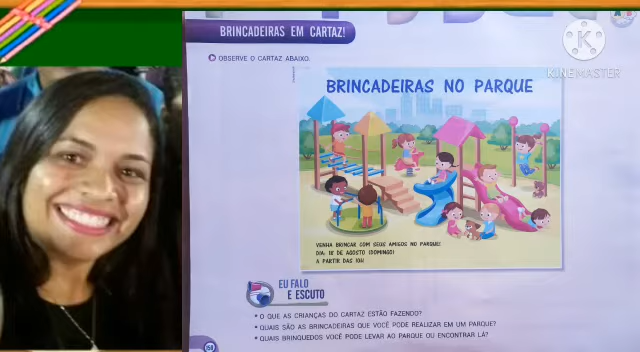 BRINCADEIRAS EM CARTAZ!
OBSERVE O CARTAZ ABAIXO.
KINEMASTER
BRINCADEIRAS NO PARQUE
VENHA BRINCAR COM SEUS AMIGOS NO PARQUE!
DIA: 18 DE AGOSTO (DOMINGO)
A PARTIR DAS 10H
EU FALO
E ESCUTO
• O QUE AS CRIANÇAS DO CARTAZ ESTÃO FAZENDO?
• QUAIS SÃO AS BRINCADEIRAS QUE VOCÊ PODE REALIZAR EM UM PARQUE?
• QUAIS BRINQUEDOS VOCÊ PODE LEVAR AO PARQUE OU ENCONTRAR LÁ?